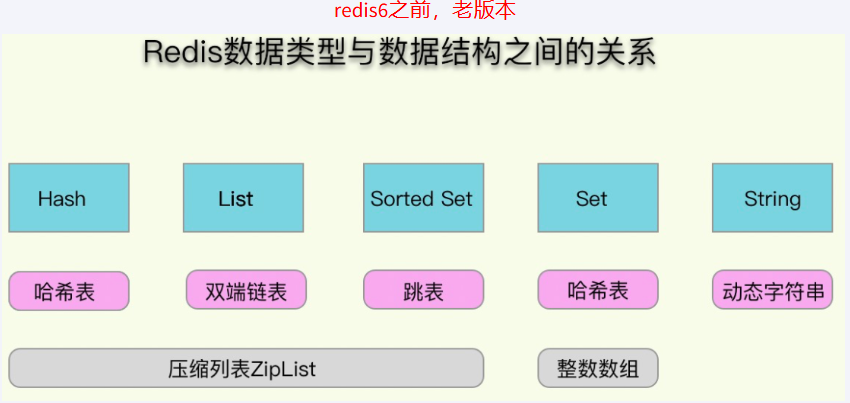 redis6之前，老版本
Redis数据类型与数据结构之间的关系
Hash List Sorted Set Set String
哈希表 双端链表 跳表 哈希表 动态字符串
压缩列表ZipList 整数数组